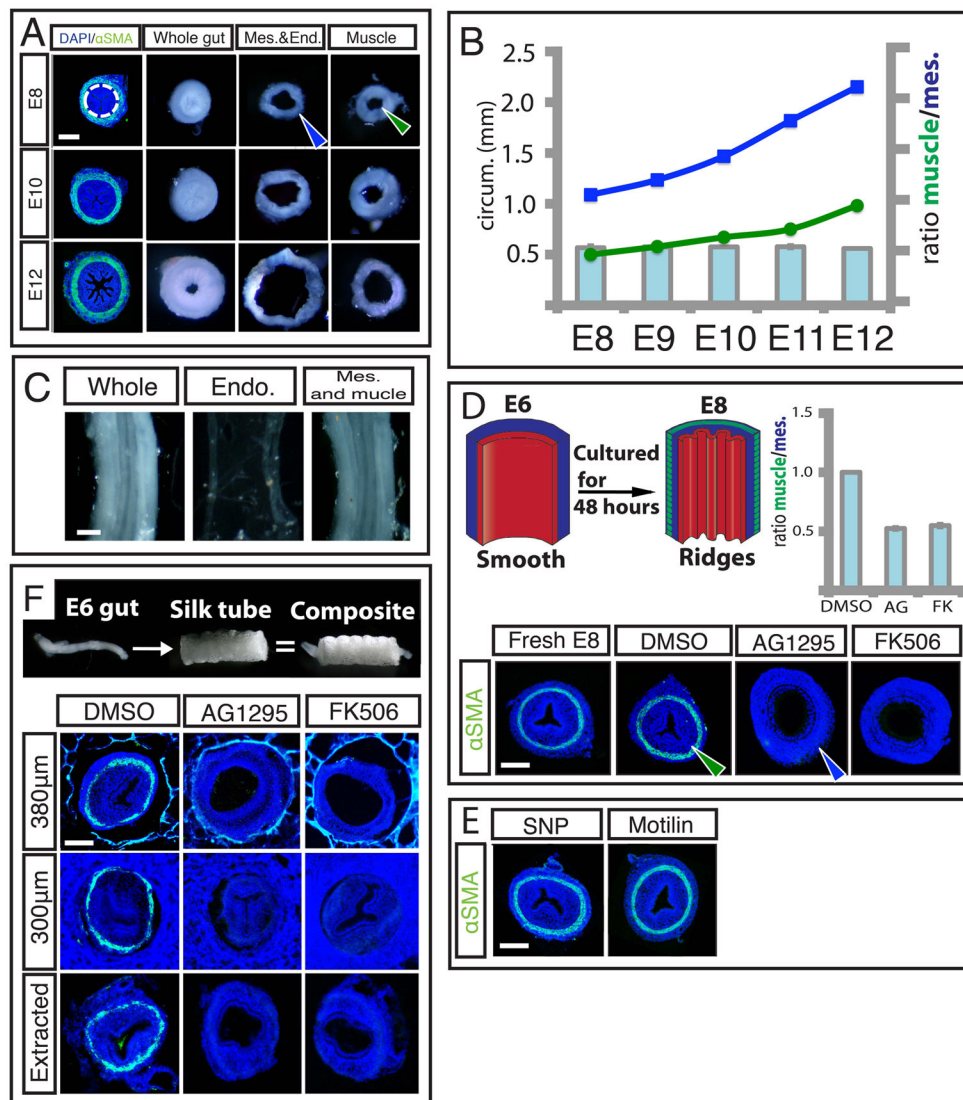 A
DAPI/αSMA
Whole gut
Mes.&End.
Muscle
E8
E10
E12
B
2.5
2.0
1.5
1.0
0.5
circum. (mm)
ratio muscle/mes.
E8 E9 E10 E11 E12
C
Whole
Endo.
Mes.
and mucle
D
E6
E8
Cultured
for
48 hours
Smooth
Ridges
1.5
1.0
0.5
ratio muscle/mes.
DMSO AG FK
Fresh E8
DMSO
AG1295
FK506
αSMA
E
SNP
Motilin
αSMA
F
E6 gut
Silk tube
=
Composite
DMSO
AG1295
FK506
380μm
300μm
Extracted